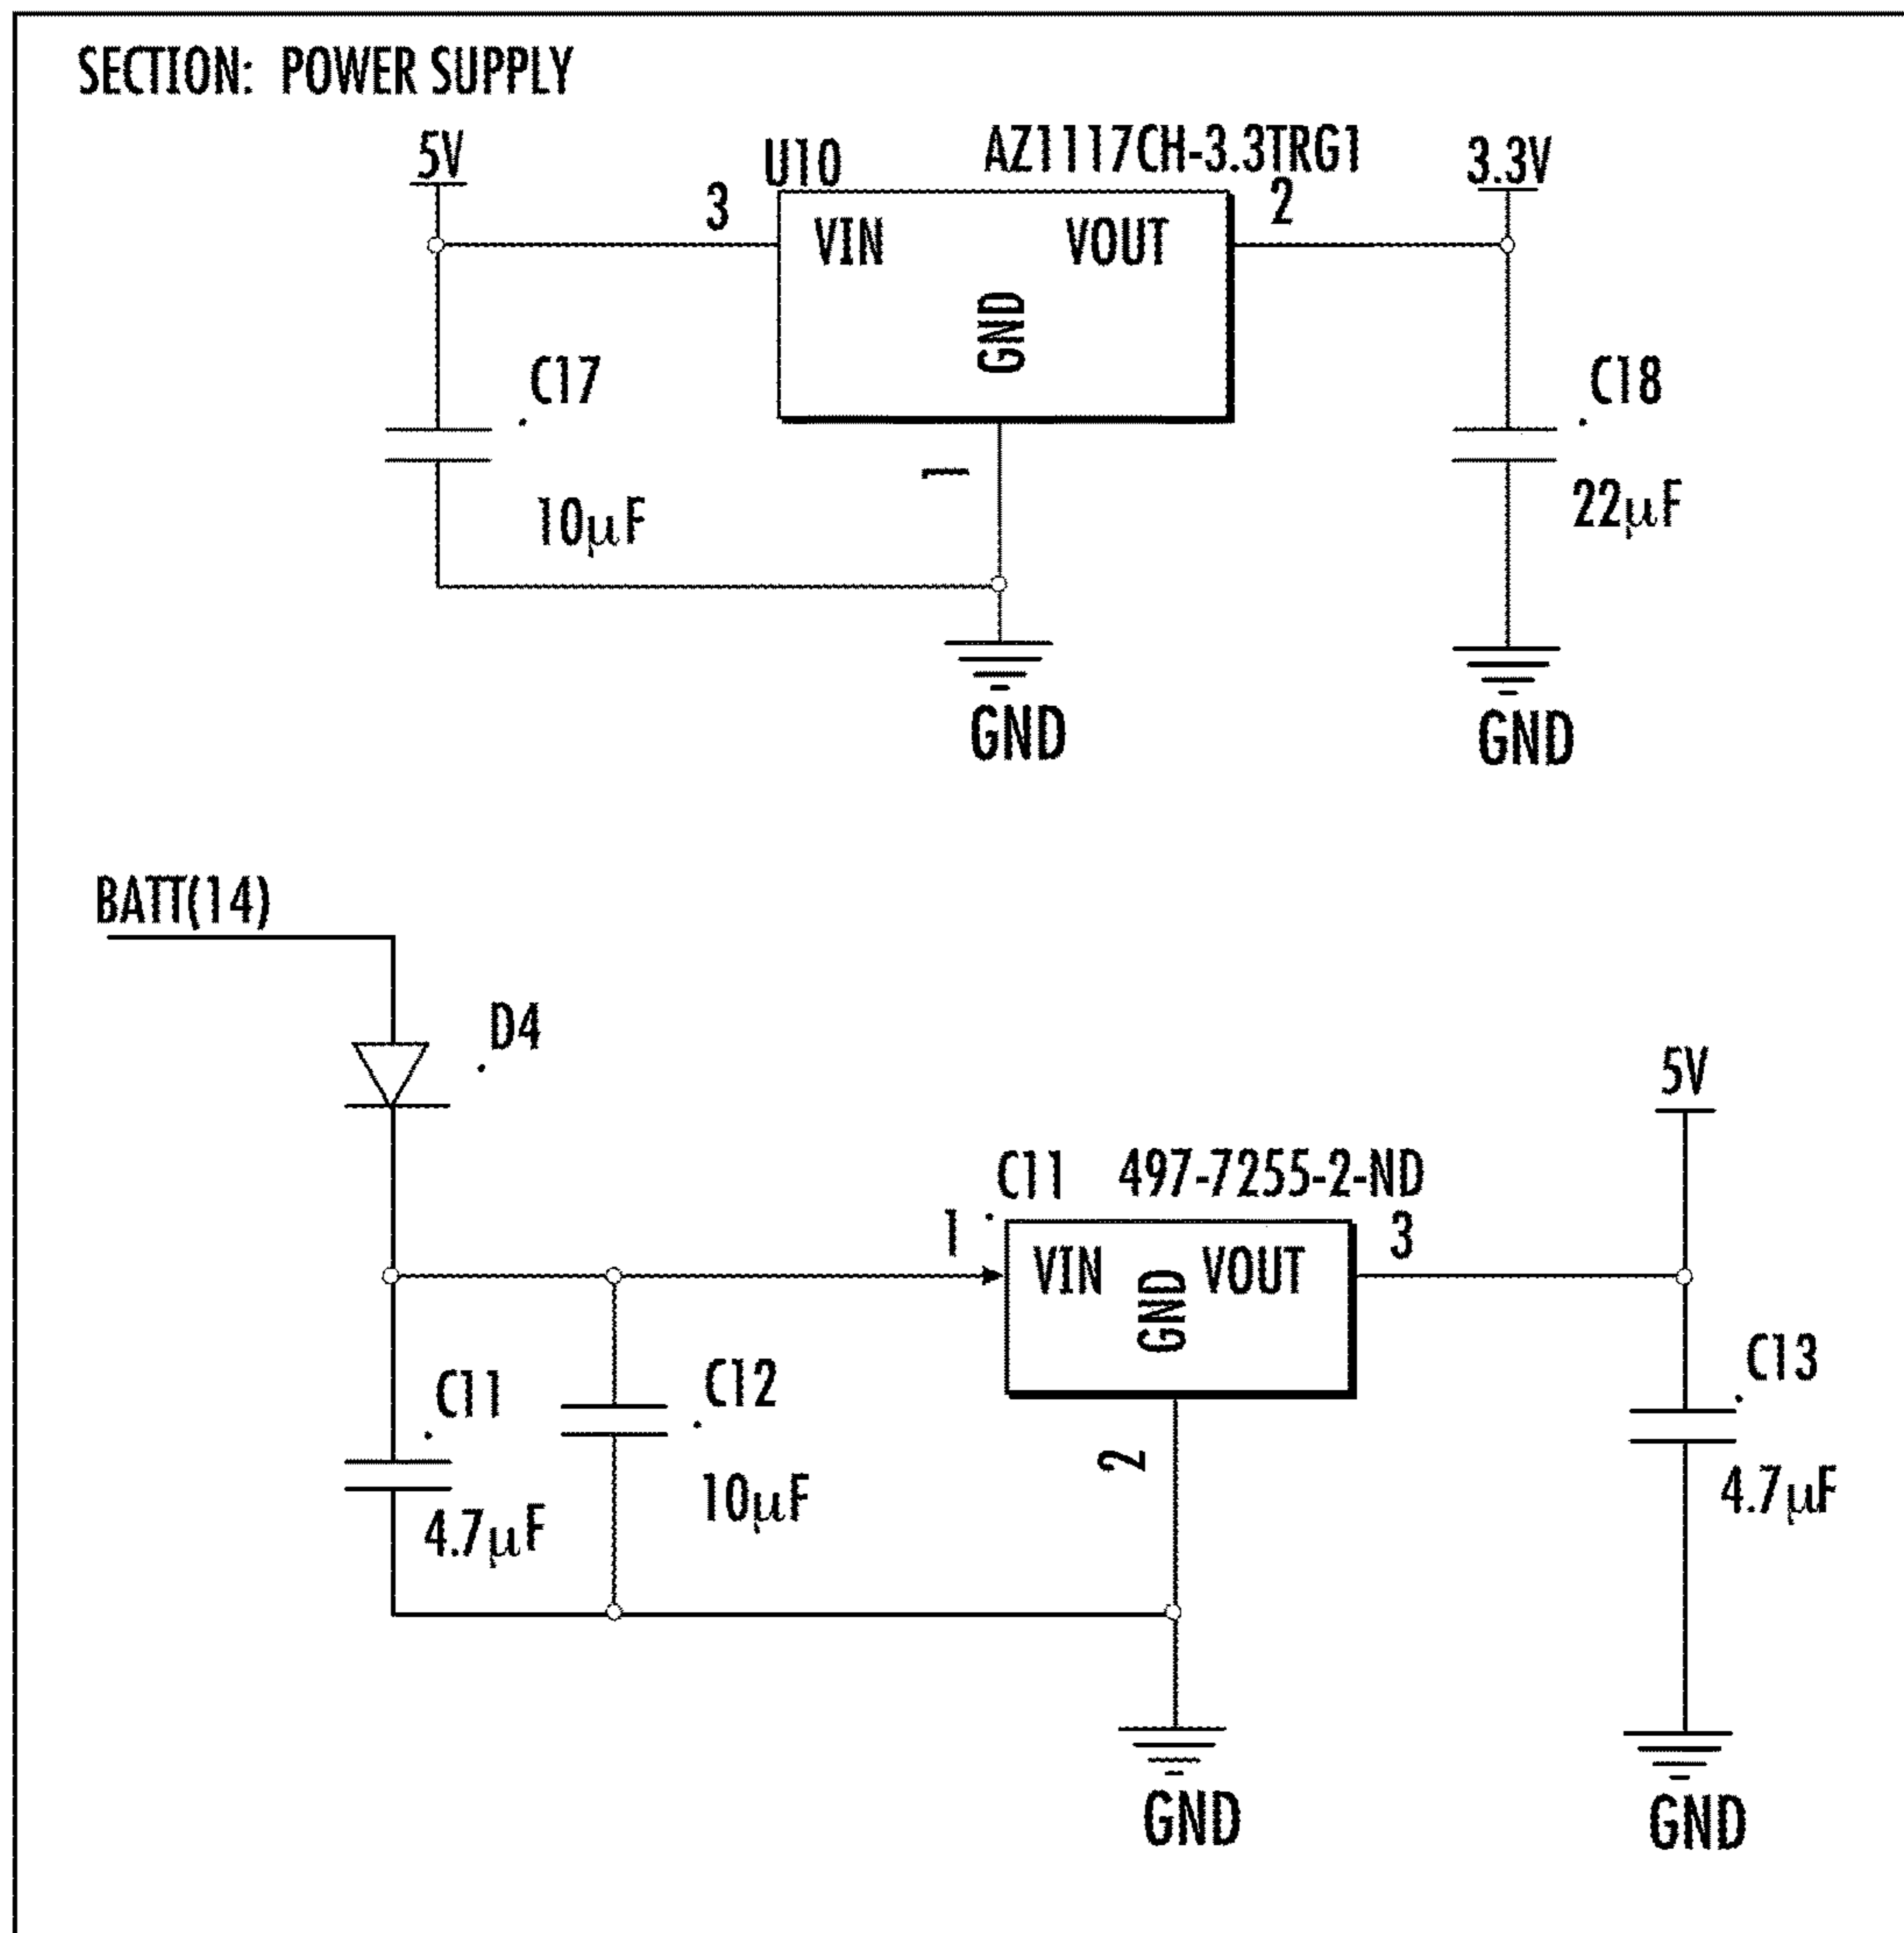 SECTION: POWER SUPPLY
5V
U10
AZ1117CH-3.3TRG1
3.3V
3
2
VIN
VOUT
GND
C17
10µF
1
C18
22µF
GND
GND
BATT(14)
D4
5V
C11
497-7255-2-ND
1
3
VIN
VOUT
GND
C11
4.7µF
C12
10µF
2
C13
4.7µF
GND
GND